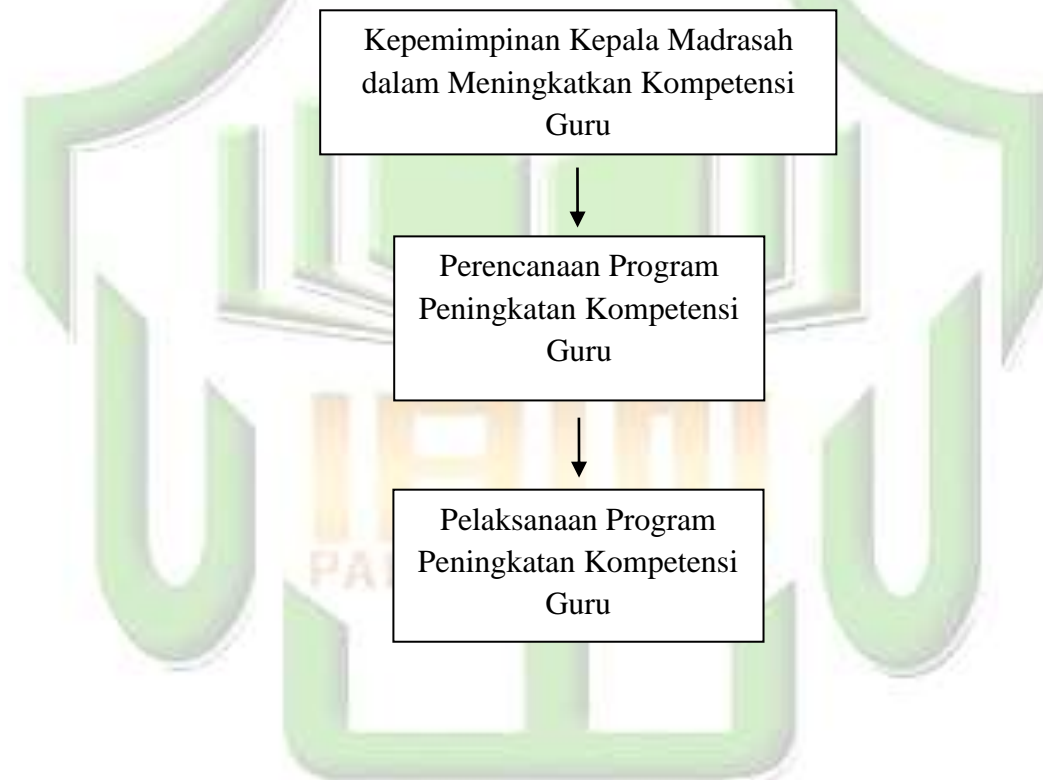 Kepemimpinan Kepala Madrasah
dalam Meningkatkan Kompetensi
Guru
Perencanaan Program
Peningkatan Kompetensi
Guru
Pelaksanaan Program
Peningkatan Kompetensi
Guru